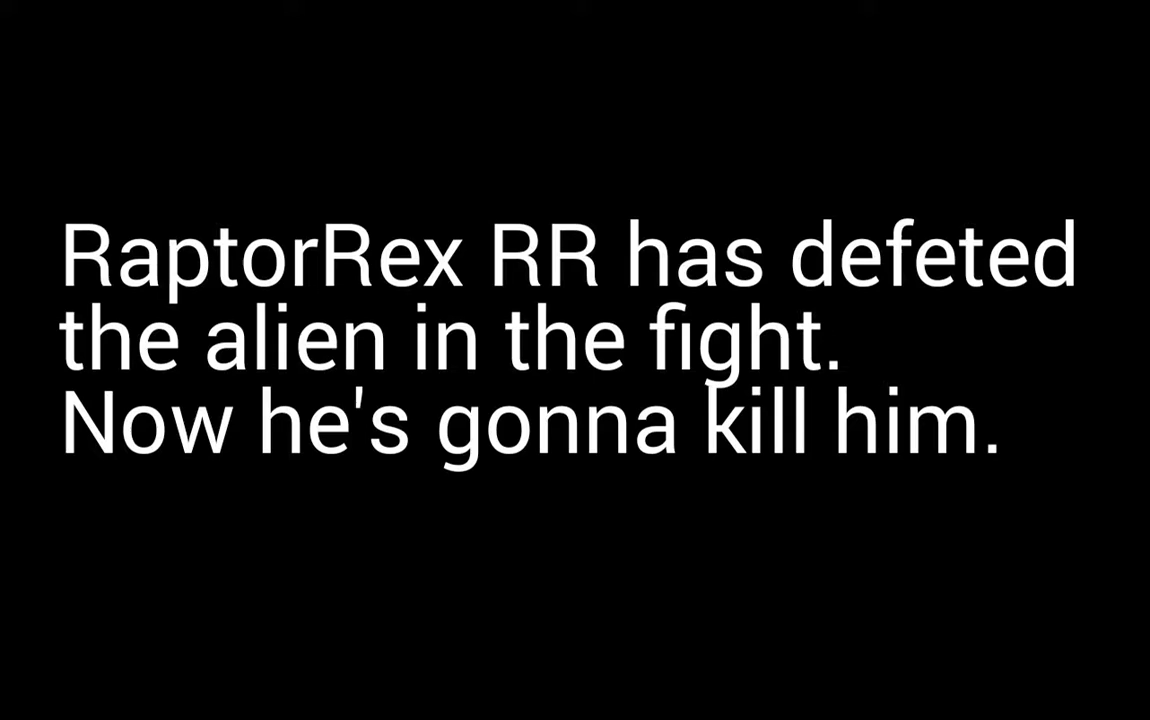 RaptorRex RR has defeted
the alien in the fight.
Now he's gonna kill him.